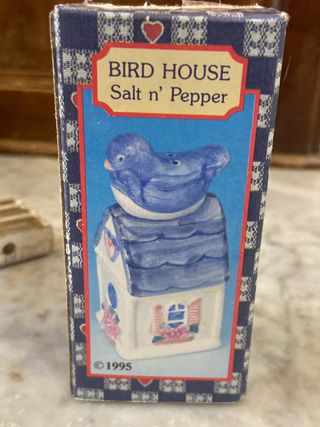 BIRD HOUSE
Salt n' Pepper
© 1995